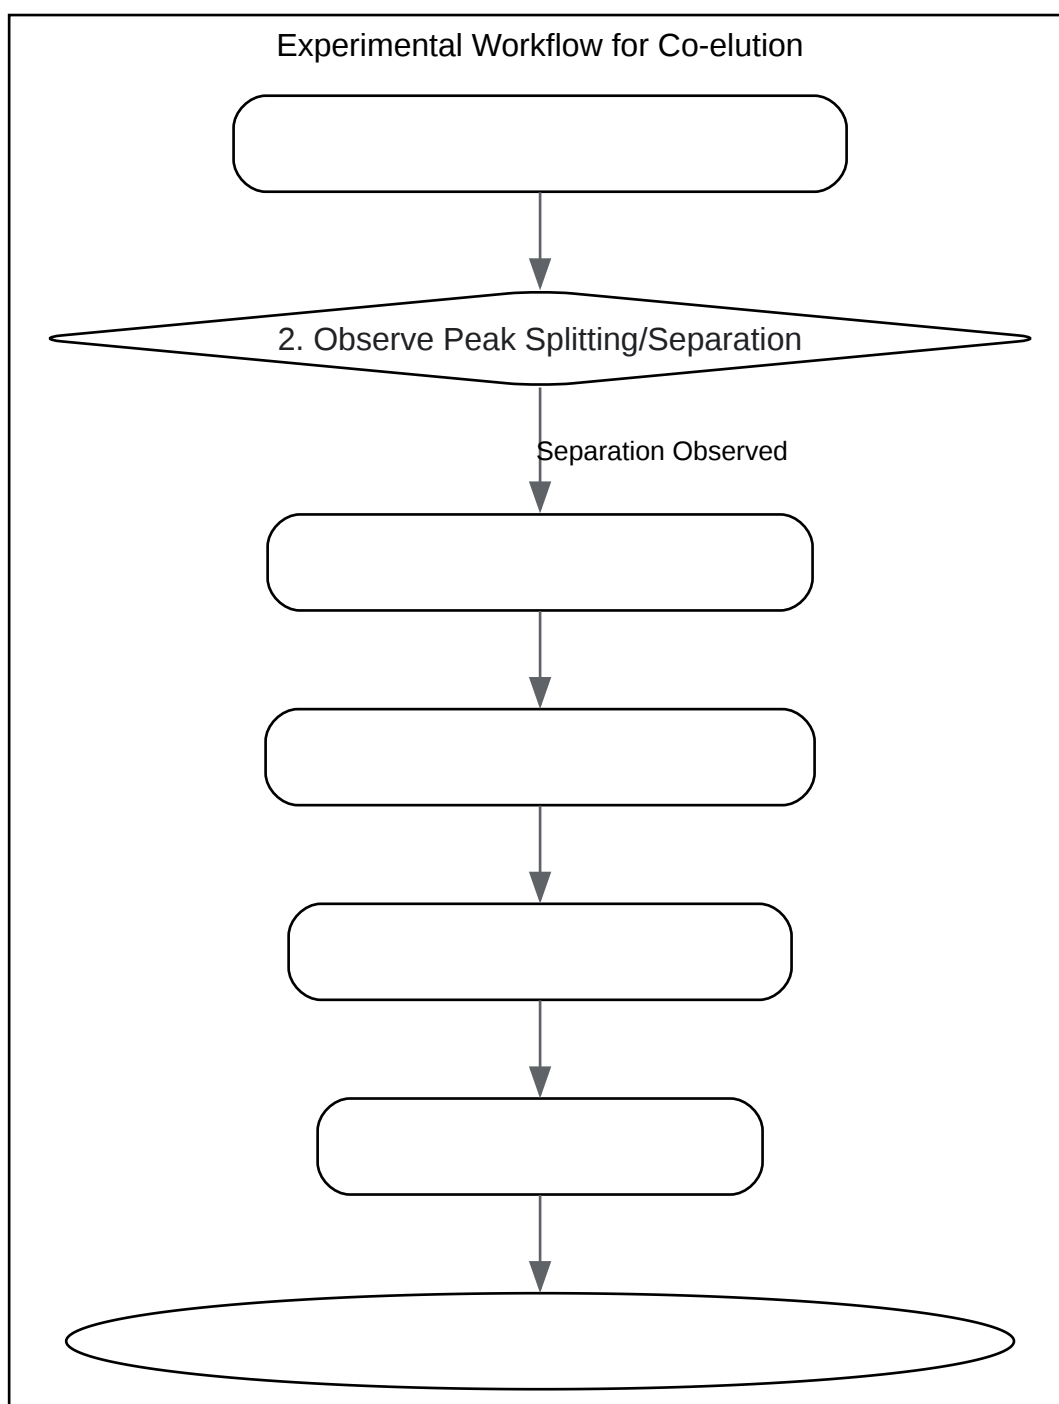 Experimental Workflow for Co-elution
2. Observe Peak Splitting/Separation
Separation Observed